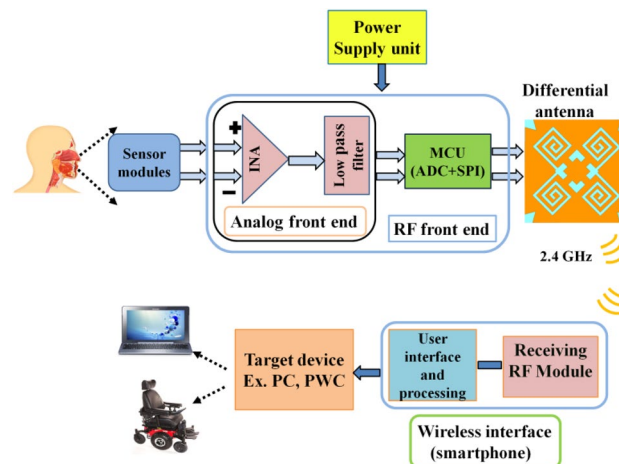 Power
Supply unit
Differential
antenna
Sensor
modules
+
−
INA
Low pass
filter
MCU
(ADC+SPI)
Analog front end
RF front end
2.4 GHz
Target device
Ex. PC, PWC
User
interface
and
processing
Receiving
RF Module
Wireless interface
(smartphone)